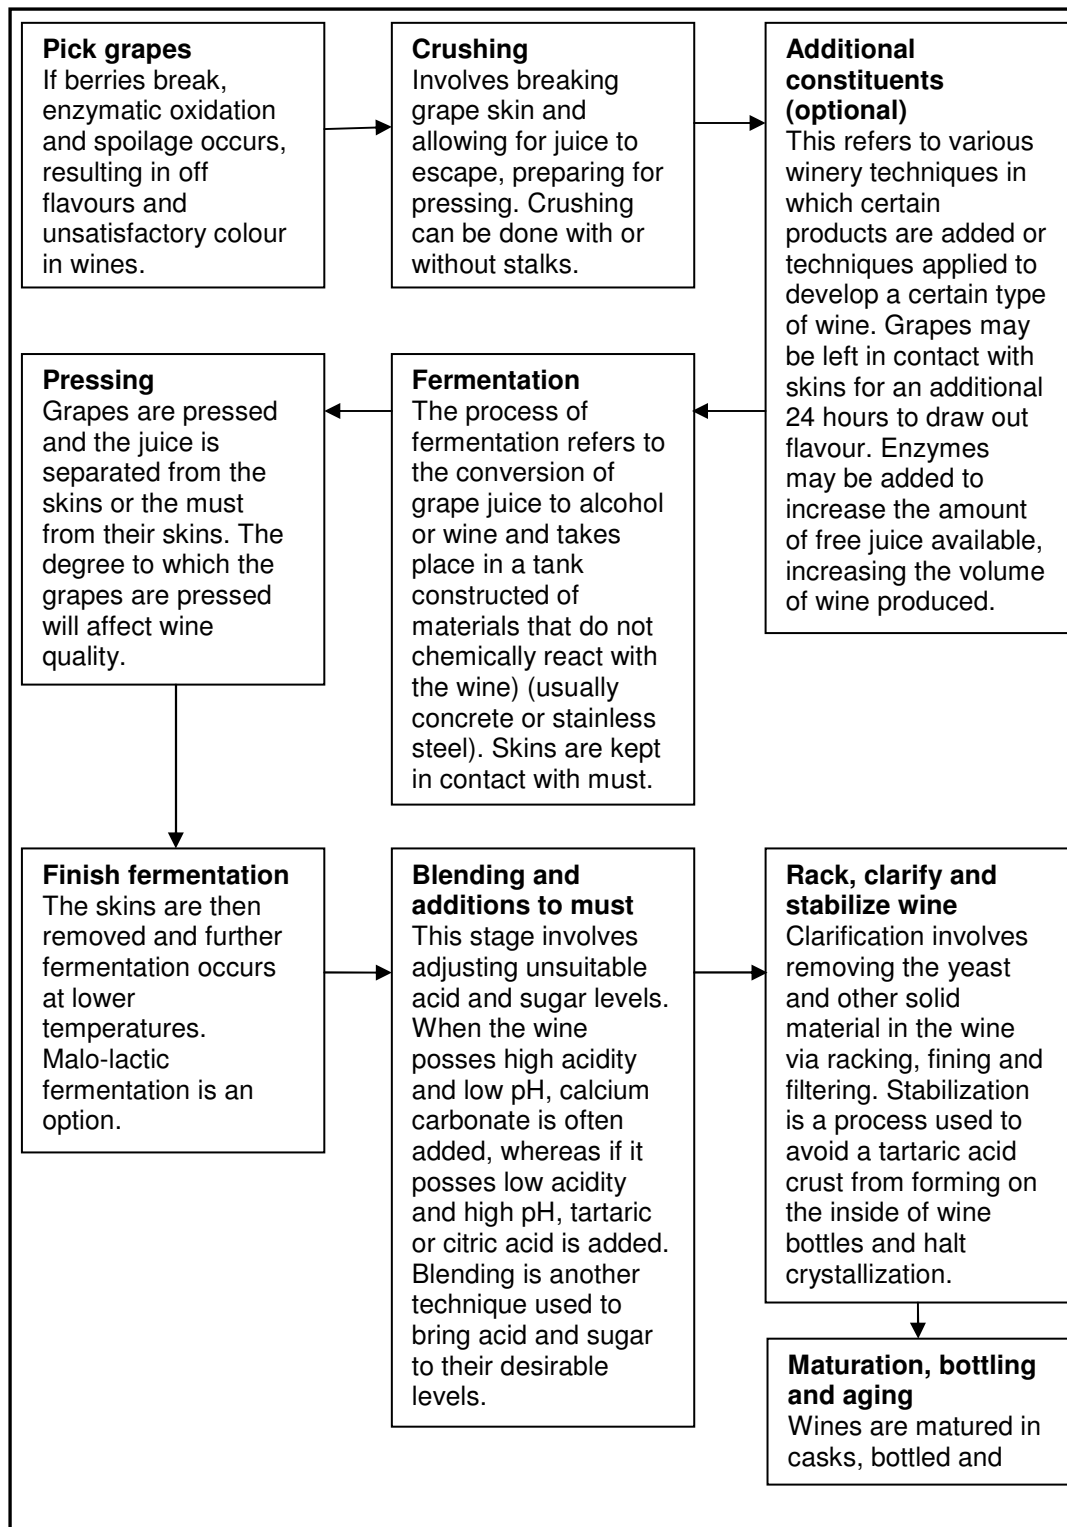 Pick grapes
If berries break,
enzymatic oxidation
and spoilage occurs,
resulting in off
flavours and
unsatisfactory colour
in wines.
Crushing
Involves breaking
grape skin and
allowing for juice to
escape, preparing for
pressing. Crushing
can be done with or
without stalks.
Additional
constituents
(optional)
This refers to various
winery techniques in
which certain
products are added or
techniques applied to
develop a certain type
of wine. Grapes may
be left in contact with
skins for an additional
24 hours to draw out
flavour. Enzymes
may be added to
increase the amount
of free juice available,
increasing the volume
of wine produced.
Fermentation
The process of
fermentation refers to
the conversion of
grape juice to alcohol
or wine and takes
place in a tank
constructed of
materials that do not
chemically react with
the wine) (usually
concrete or stainless
steel). Skins are kept
in contact with must.
Pressing
Grapes are pressed
and the juice is
separated from the
skins or the must
from their skins. The
degree to which the
grapes are pressed
will affect wine
quality.
Finish fermentation
The skins are then
removed and further
fermentation occurs
at lower
temperatures.
Malo-lactic
fermentation is an
option.
Blending and
additions to must
This stage involves
adjusting unsuitable
acid and sugar levels.
When the wine
posses high acidity
and low pH, calcium
carbonate is often
added, whereas if it
posses low acidity
and high pH, tartaric
or citric acid is added.
Blending is another
technique used to
bring acid and sugar
to their desirable
levels.
Rack, clarify and
stabilize wine
Clarification involves
removing the yeast
and other solid
material in the wine
via racking, fining and
filtering. Stabilization
is a process used to
avoid a tartaric acid
crust from forming on
the inside of wine
bottles and halt
crystallization.
Maturation, bottling
and aging
Wines are matured in
casks, bottled and